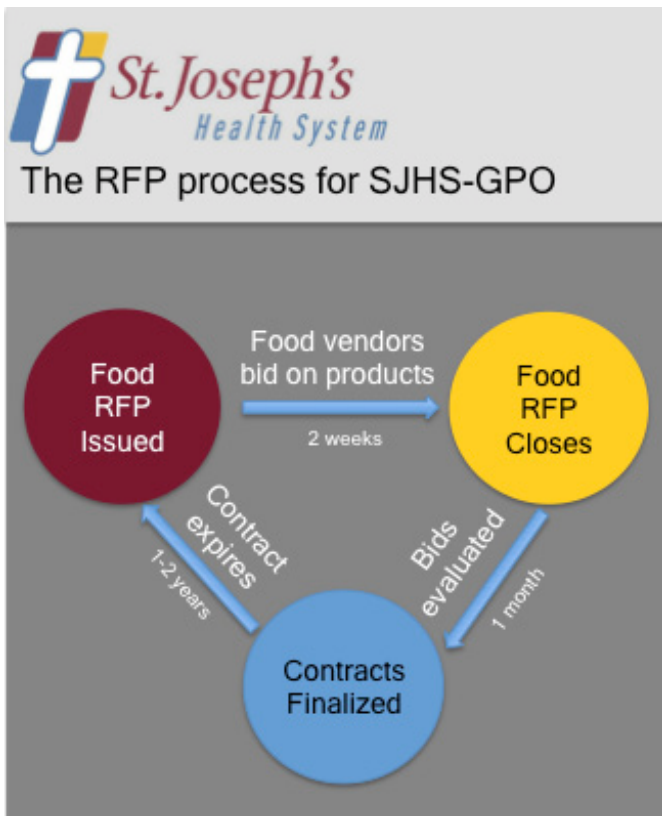 St. Joseph's
Health System
The RFP process for SJHS-GPO
Food
RFP
Issued
Food vendors
bid on products
2 weeks
Food
RFP
Closes
Contract
expires
1-2 years
Bids
evaluated
1 month
Contracts
Finalized